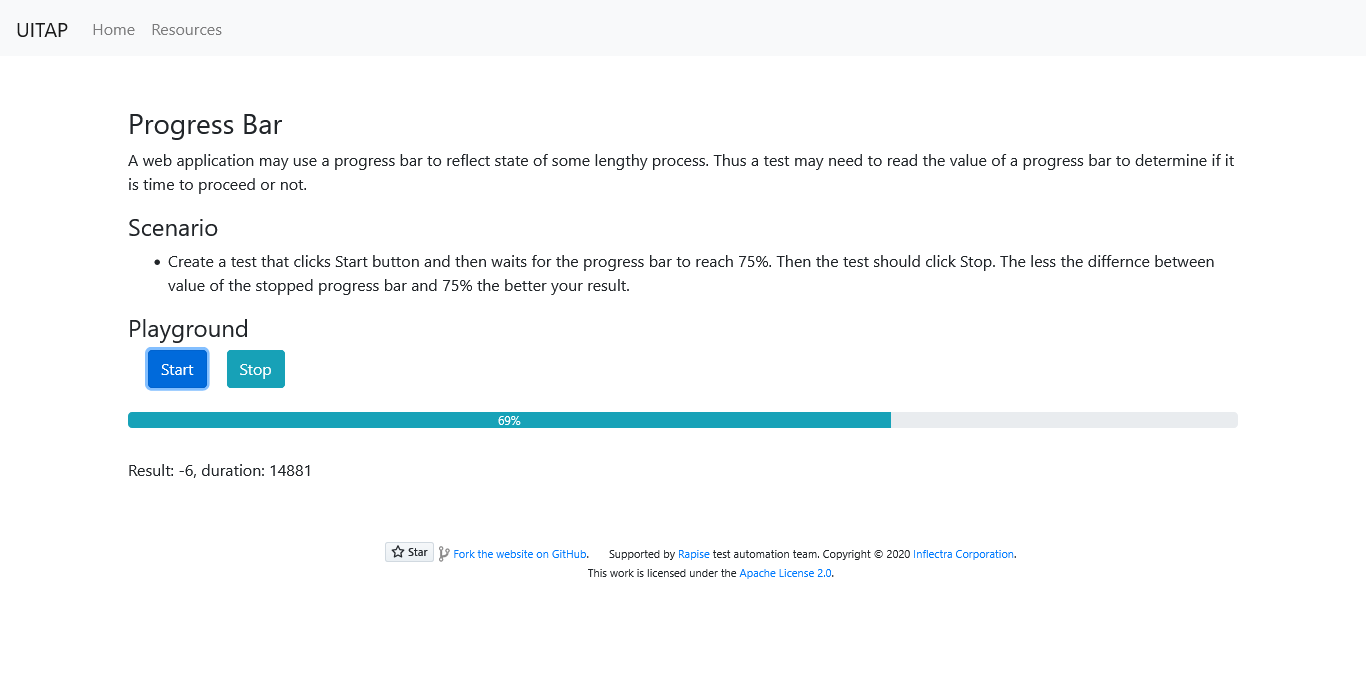 UITAP Home Resources
Progress Bar
A web application may use a progress bar to reflect state of some lengthy process. Thus a test may need to read the value of a progress bar to determine if it
is time to proceed or not.
Scenario
• Create a test that clicks Start button and then waits for the progress bar to reach 75%. Then the test should click Stop. The less the differnce between
value of the stopped progress bar and 75% the better your result.
Playground
Start Stop
69%
Result: -6, duration: 14881
Star Fork the website on GitHub. Supported by Rapise test automation team. Copyright © 2020 Inflectra Corporation.
This work is licensed under the Apache License 2.0.